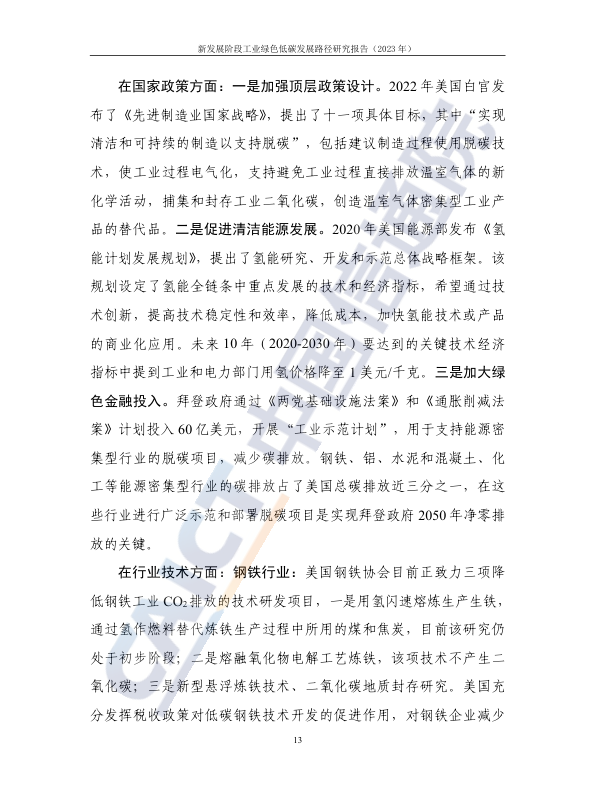 新发展阶段工业绿色低碳发展路径研究报告（2023 年）
在国家政策方面：一是加强顶层政策设计。2022 年美国白宫发
布了《先进制造业国家战略》，提出了十一项具体目标，其中“实现
清洁和可持续的制造以支持脱碳”，包括建议制造过程使用脱碳技
术，使工业过程电气化，支持避免工业过程直接排放温室气体的新
化学活动，捕集和封存工业二氧化碳，创造温室气体密集型工业产
品的替代品。二是促进清洁能源发展。2020 年美国能源部发布《氢
能计划发展规划》，提出了氢能研究、开发和示范总体战略框架。该
规划设定了氢能全链条中重点发展的技术和经济指标，希望通过技
术创新，提高技术稳定性和效率，降低成本，加快氢能技术或产品
的商业化应用。未来 10 年（2020-2030 年）要达到的关键技术经济
指标中提到工业和电力部门用氢价格降至 1 美元/千克。三是加大绿
色金融投入。拜登政府通过《两党基础设施法案》和《通胀削减法
案》计划投入 60 亿美元，开展“工业示范计划”，用于支持能源密
集型行业的脱碳项目，减少碳排放。钢铁、铝、水泥和混凝土、化
工等能源密集型行业的碳排放占了美国总碳排放近三分之一，在这
些行业进行广泛示范和部署脱碳项目是实现拜登政府 2050 年净零排
放的关键。
在行业技术方面：钢铁行业：美国钢铁协会目前正致力三项降
低钢铁工业 CO₂ 排放的技术研发项目，一是用氢闪速熔炼生产生铁，
通过氢作燃料替代炼铁生产过程中所用的煤和焦炭，目前该研究仍
处于初步阶段；二是熔融氧化物电解工艺炼铁，该项技术不产生二
氧化碳；三是新型悬浮炼铁技术、二氧化碳地质封存研究。美国充
分发挥税收政策对低碳钢铁技术开发的促进作用，对钢铁企业减少
13
CAICT 中国信通院